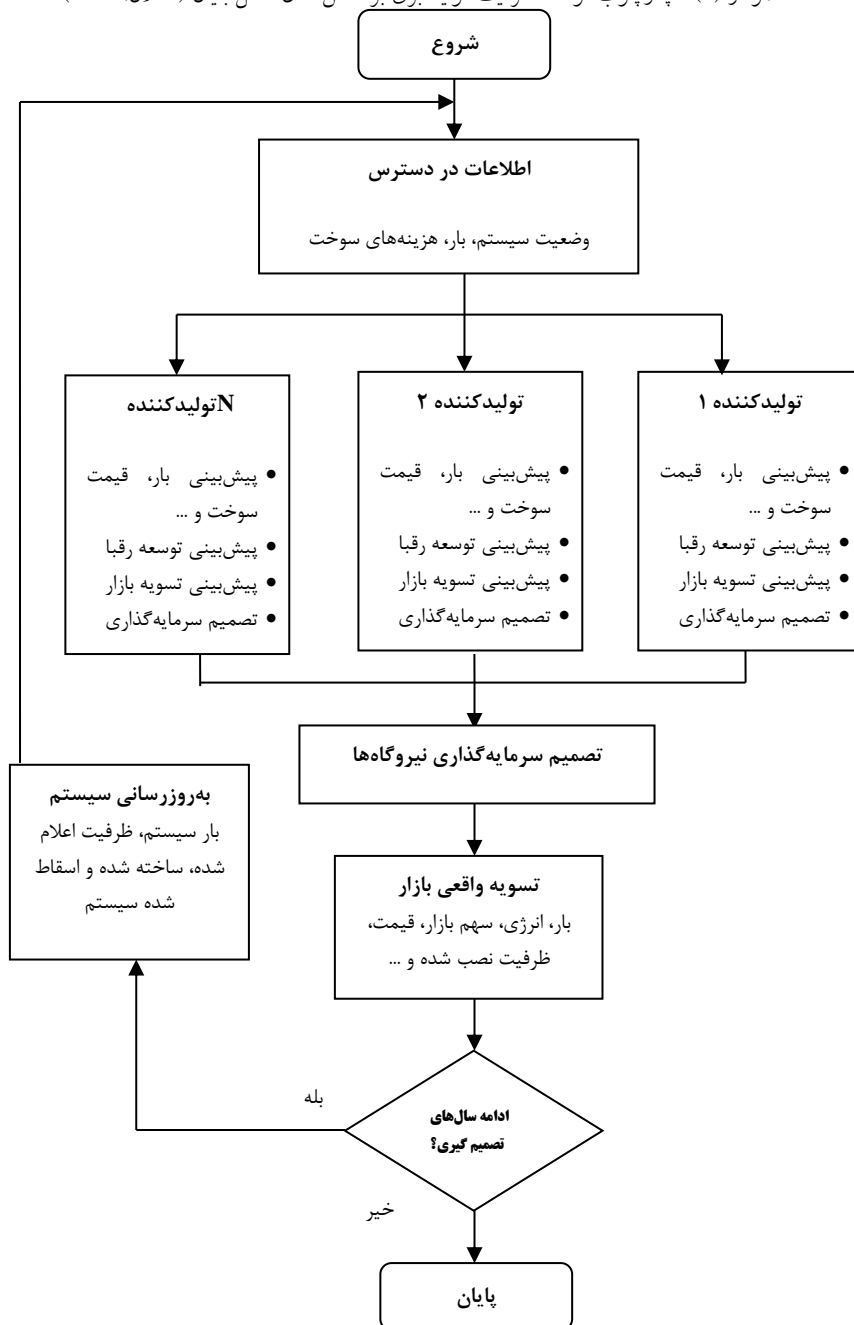 شروع
اطلاعات در دسترس
وضعیت سیستم، بار، هزینه‌های سوخت
تولیدکننده ۱
• پیش‌بینی بار، قیمت
سوخت و ...
• پیش‌بینی توسعه رقبا
• پیش‌بینی تسویه بازار
• تصمیم سرمایه‌گذاری
تولیدکننده ۲
• پیش‌بینی بار، قیمت
سوخت و ...
• پیش‌بینی توسعه رقبا
• پیش‌بینی تسویه بازار
• تصمیم سرمایه‌گذاری
تولیدکننده N
• پیش‌بینی بار، قیمت
سوخت و ...
• پیش‌بینی توسعه رقبا
• پیش‌بینی تسویه بازار
• تصمیم سرمایه‌گذاری
تصمیم سرمایه‌گذاری نیروگاه‌ها
تسویه واقعی بازار
بار، انرژی، سهم بازار، قیمت،
ظرفیت نصب شده و ...
به‌روزرسانی سیستم
بار سیستم، ظرفیت اعلام
شده، ساخته شده و اسقاط
شده سیستم
ادامه سال‌های
تصمیم گیری؟
بله
خیر
پایان